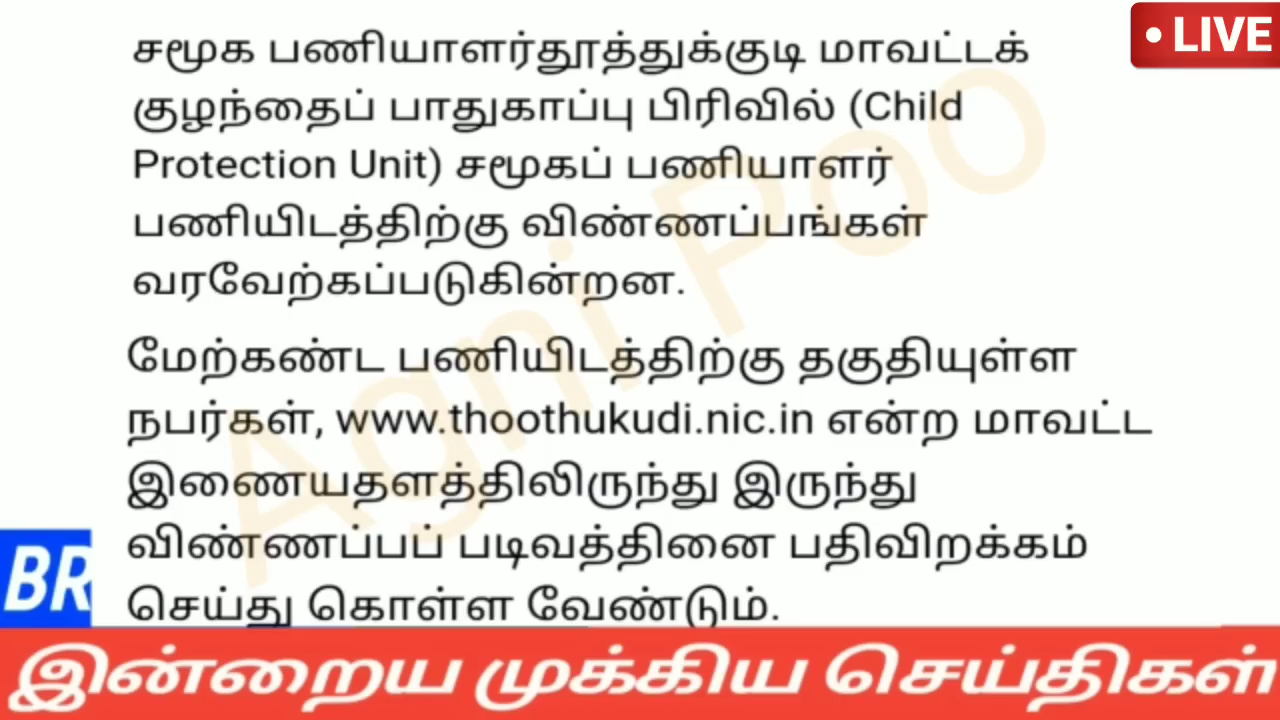 • LIVE
சமூக பணியாளர்தூத்துக்குடி மாவட்டக்
குழந்தைப் பாதுகாப்பு பிரிவில் (Child
Protection Unit) சமூகப் பணியாளர்
பணியிடத்திற்கு விண்ணப்பங்கள்
வரவேற்கப்படுகின்றன.
மேற்கண்ட பணியிடத்திற்கு தகுதியுள்ள
நபர்கள், www.thoothukudi.nic.in என்ற மாவட்ட
இணையதளத்திலிருந்து இருந்து
விண்ணப்பப் படிவத்தினை பதிவிறக்கம்
செய்து கொள்ள வேண்டும்.
Agni Poo
BR
இன்றைய முக்கிய செய்திகள்